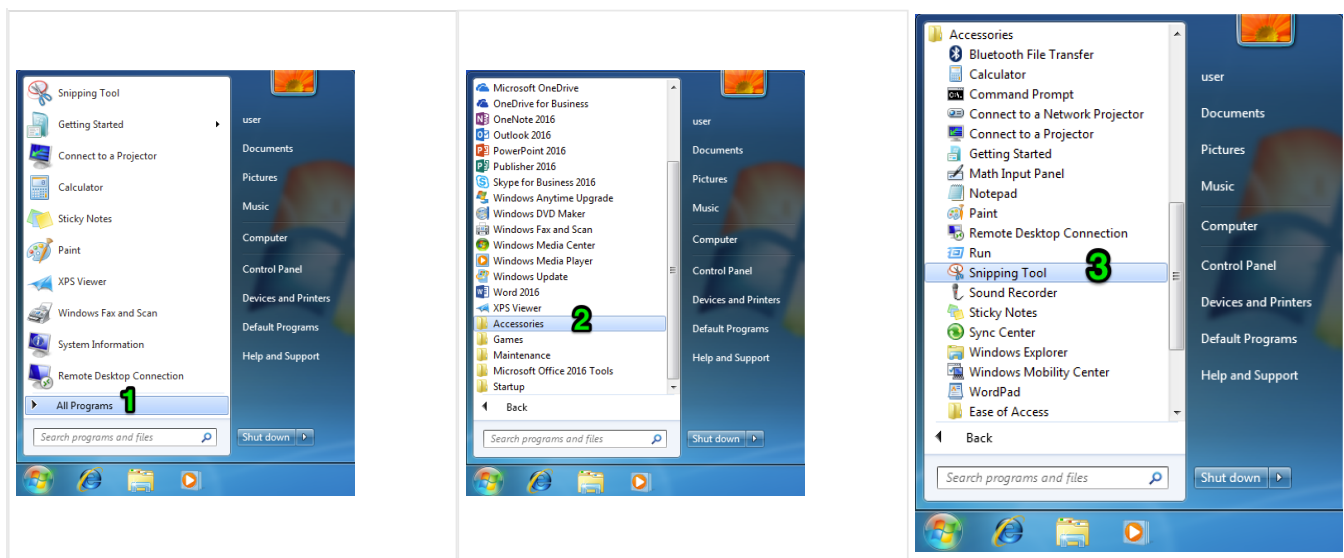 Snipping Tool
Getting Started
Connect to a Projector
Calculator
Sticky Notes
Paint
XPS Viewer
Windows Fax and Scan
System Information
Remote Desktop Connection
All Programs 1
Search programs and files
user
Documents
Pictures
Music
Computer
Control Panel
Devices and Printers
Default Programs
Help and Support
Shut down
Microsoft OneDrive
OneDrive for Business
OneNote 2016
Outlook 2016
PowerPoint 2016
Publisher 2016
Skype for Business 2016
Windows Anytime Upgrade
Windows DVD Maker
Windows Fax and Scan
Windows Media Center
Windows Media Player
Windows Update
Word 2016
XPS Viewer
Accessories 2
Games
Maintenance
Microsoft Office 2016 Tools
Startup
Back
Search programs and files
user
Documents
Pictures
Music
Computer
Control Panel
Devices and Printers
Default Programs
Help and Support
Shut down
Accessories
Bluetooth File Transfer
Calculator
Command Prompt
Connect to a Network Projector
Connect to a Projector
Getting Started
Math Input Panel
Notepad
Paint
Remote Desktop Connection
Run
Snipping Tool 3
Sound Recorder
Sticky Notes
Sync Center
Windows Explorer
Windows Mobility Center
WordPad
Ease of Access
Back
Search programs and files
user
Documents
Pictures
Music
Computer
Control Panel
Devices and Printers
Default Programs
Help and Support
Shut down